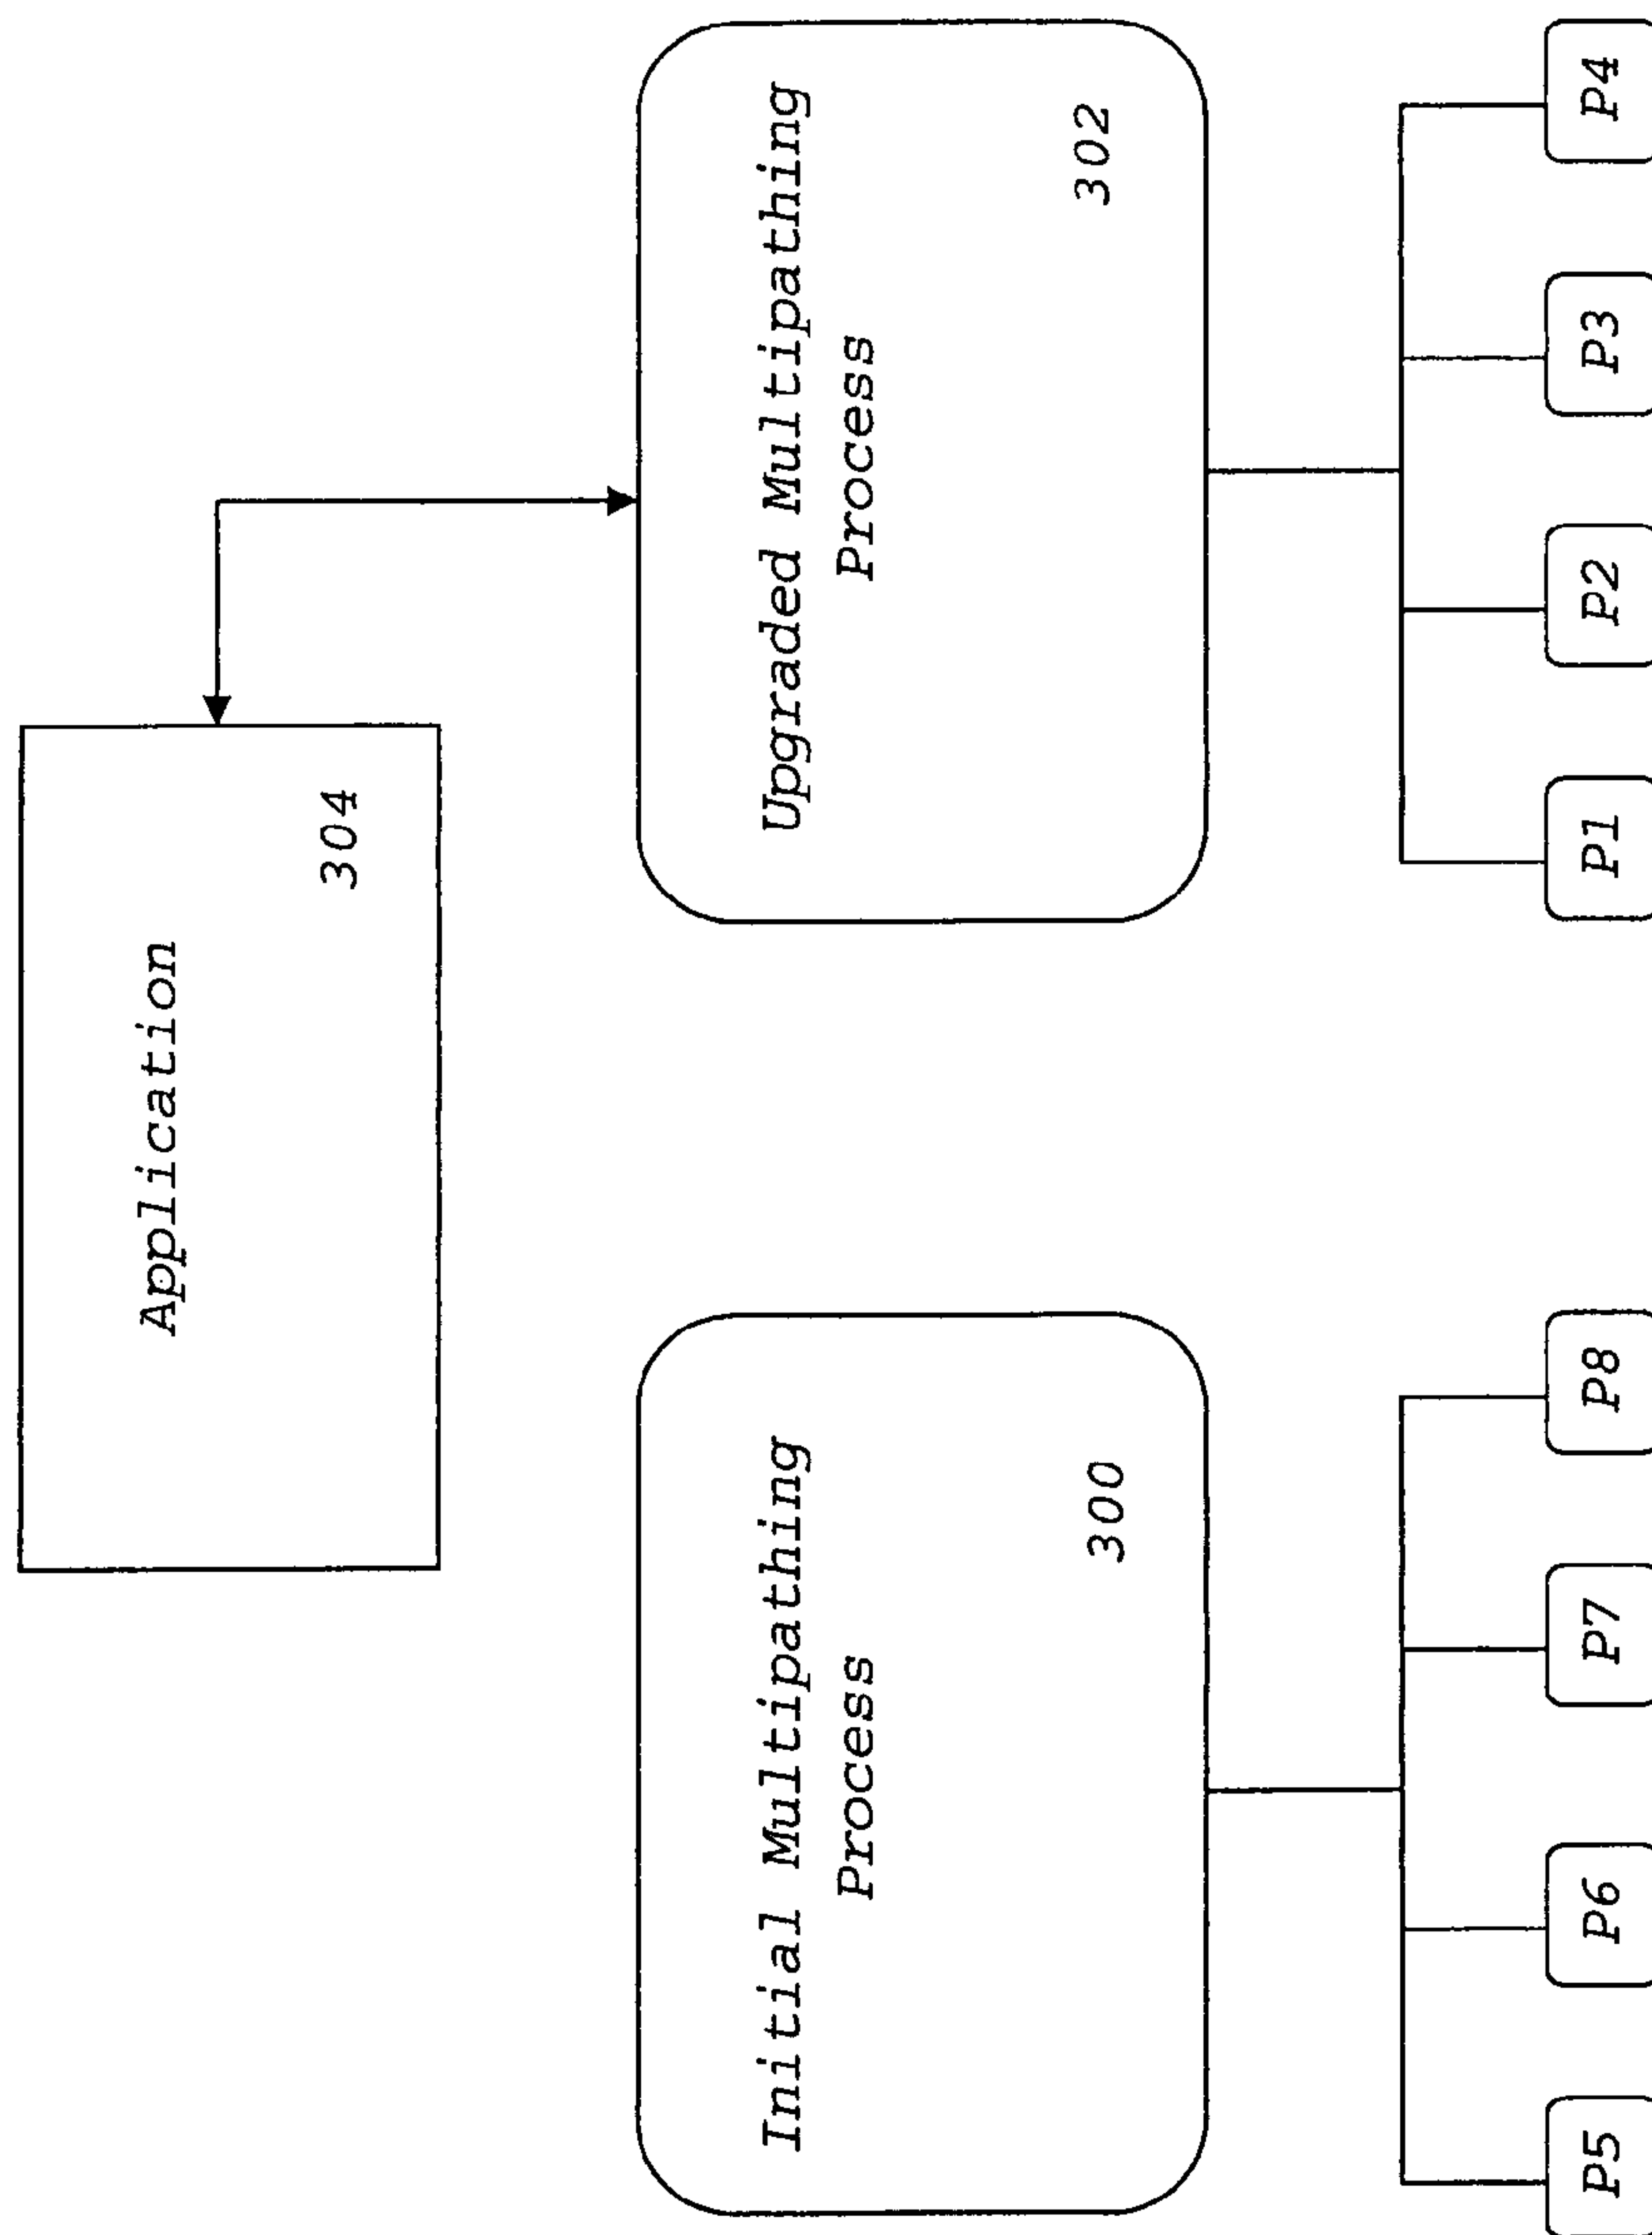 Application
304
Initial Multipathing
Process
300
Upgraded Multipathing
Process
302
P5
P6
P7
P8
P1
P2
P3
P4